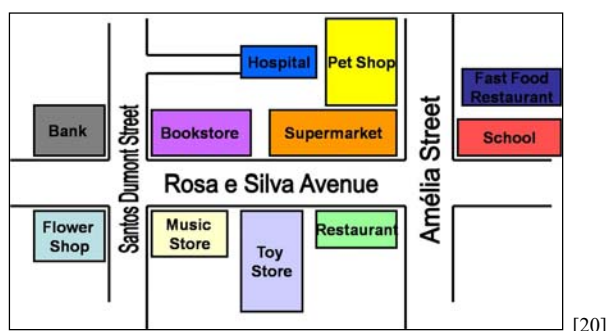 Hospital
Pet Shop
Fast Food
Restaurant
Bank
Santos Dumont Street
Bookstore
Supermarket
Amélia Street
School
Rosa e Silva Avenue
Flower
Shop
Music
Store
Toy
Store
Restaurant
[20]